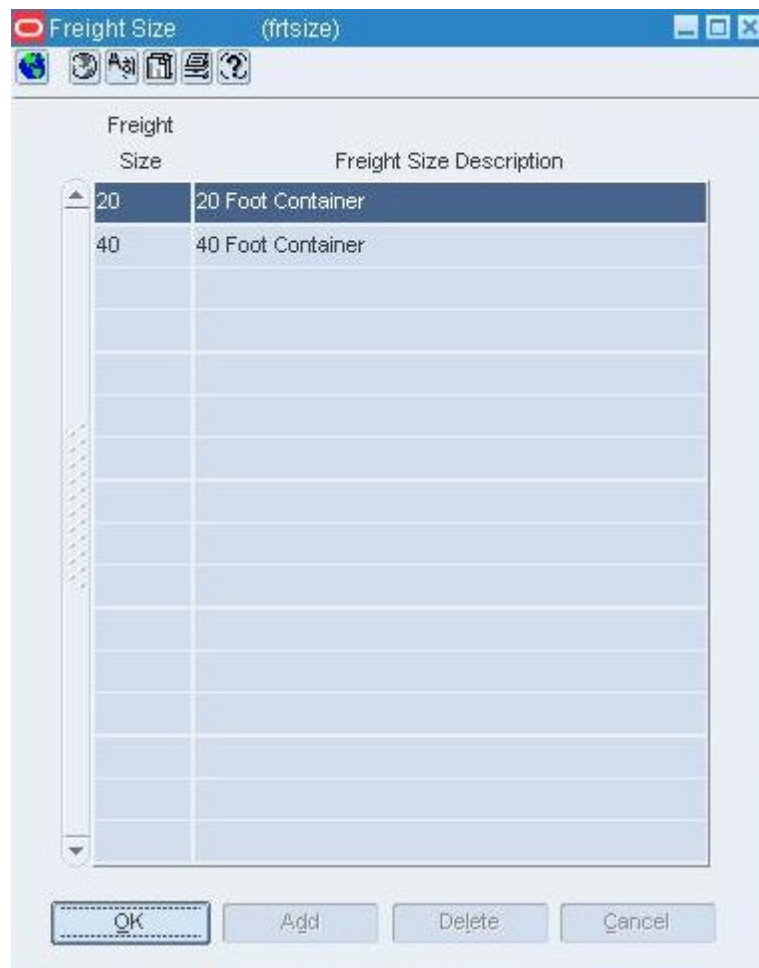 Freight Size (frtsize)
Freight
Size Freight Size Description
20 20 Foot Container
40 40 Foot Container
OK Add Delete Cancel